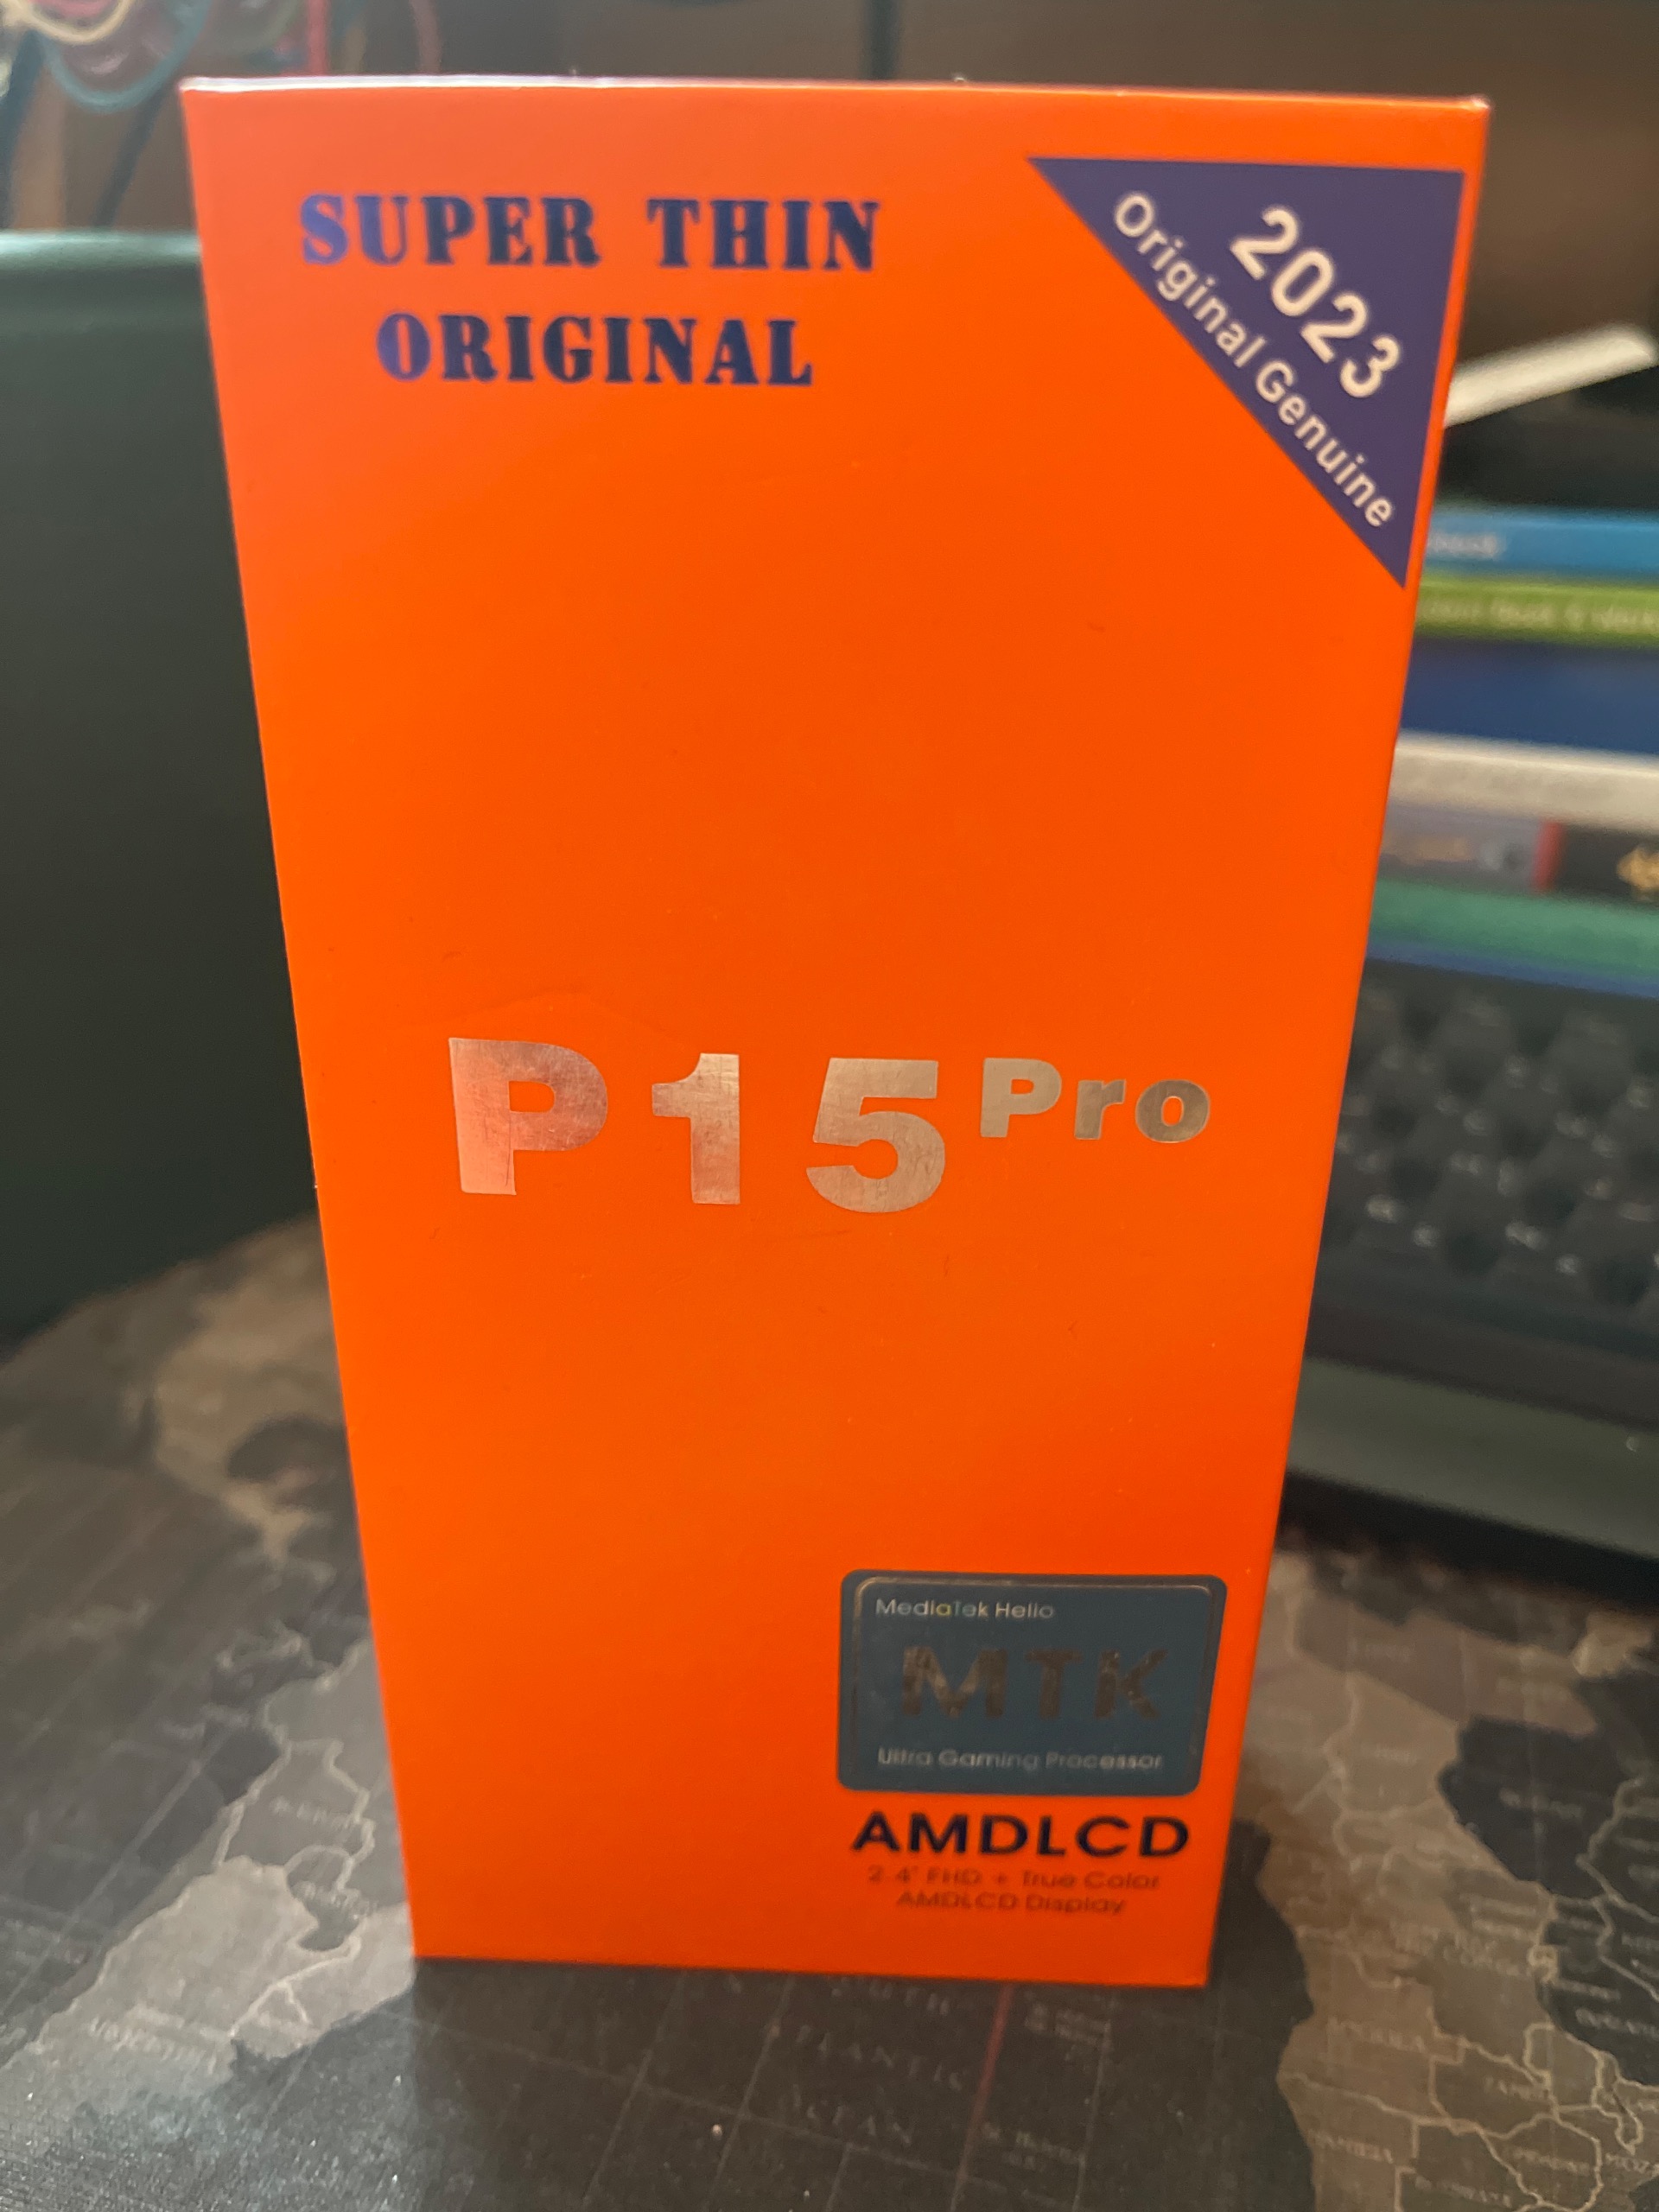 SUPER THIN
ORIGINAL
2023
Original Genuine
P15 Pro
MediaTek Helio
MTK
Ultra Gaming Processor
AMDLCD
2.4" FHD + True Color
AMDLCD Display